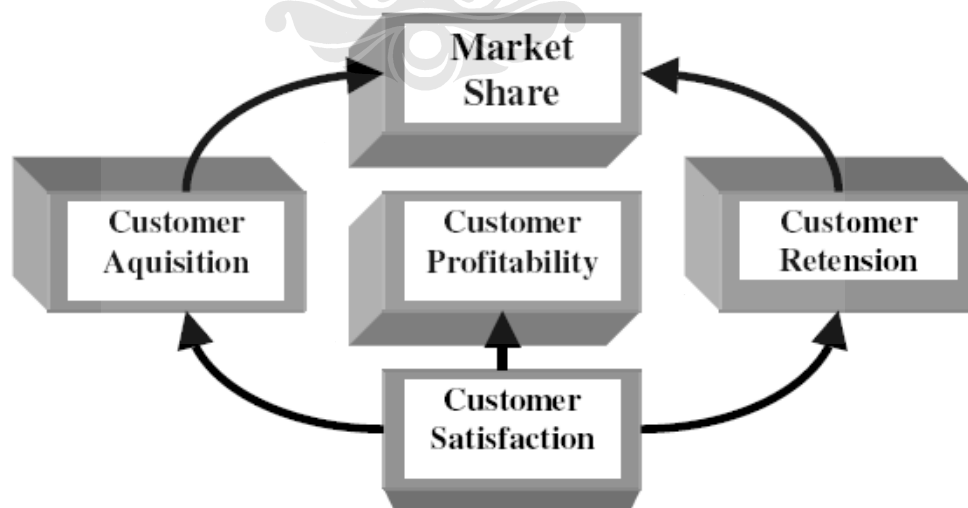 Market
Share
Customer
Aquisition
Customer
Profitability
Customer
Retension
Customer
Satisfaction